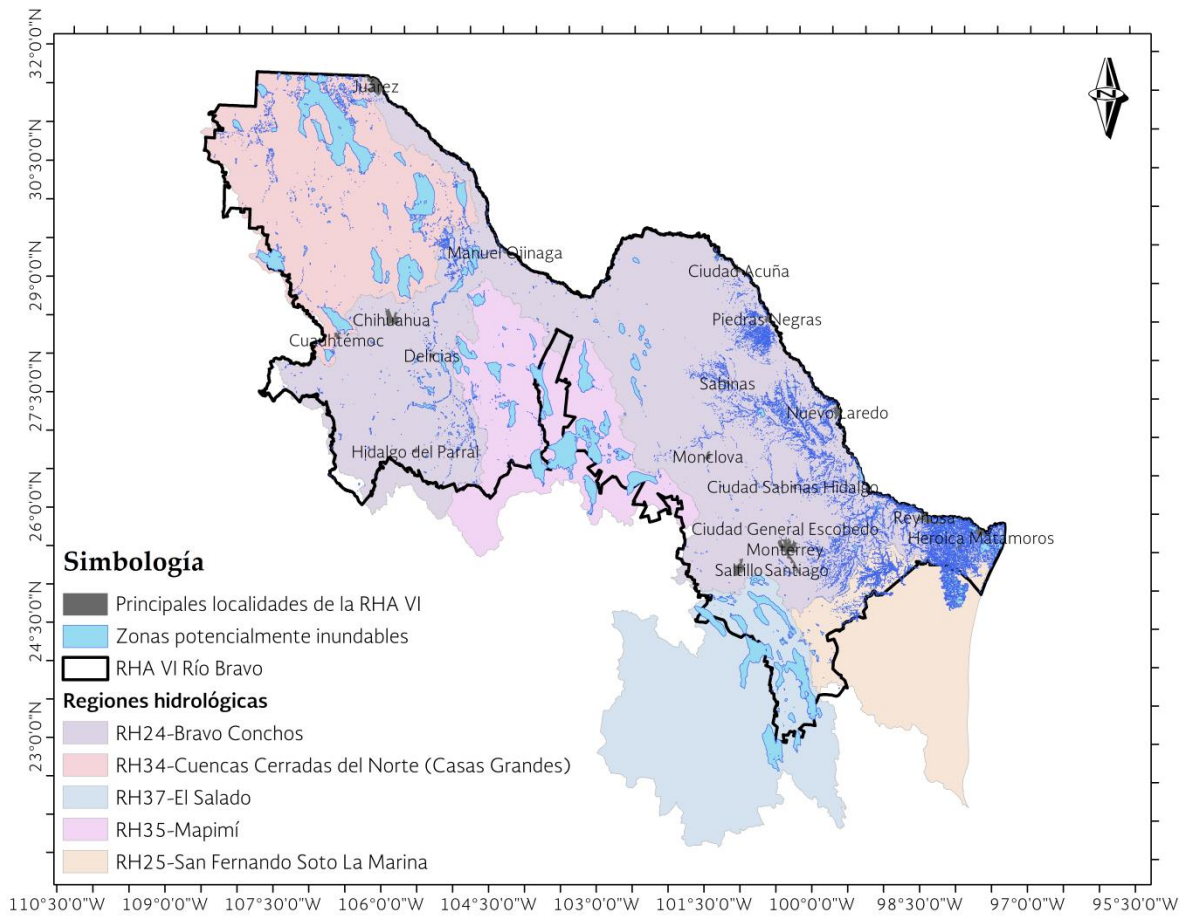 32°0'0"N
30°30'0"N
29°0'0"N
27°30'0"N
26°0'0"N
24°30'0"N
23°0'0"N
N
Juárez
Manuel Ojinaga
Ciudad Acuña
Chihuahua
Piedras Negras
Cuauhtémoc
Delicias
Sabinas
Nuevo Laredo
Hidalgo del Parral
Monclova
Ciudad Sabinas Hidalgo
Reynosa
Ciudad General Escobedo
Heroica Matamoros
Monterrey
Saltillo
Santiago
Simbología
Principales localidades de la RHA VI
Zonas potencialmente inundables
RHA VI Río Bravo
Regiones hidrológicas
RH24-Bravo Conchos
RH34-Cuencas Cerradas del Norte (Casas Grandes)
RH37-El Salado
RH35-Mapimí
RH25-San Fernando Soto La Marina
110°30'0"W 109°0'0"W 107°30'0"W 106°0'0"W 104°30'0"W 103°0'0"W 101°30'0"W 100°0'0"W 98°30'0"W 97°0'0"W 95°30'0"W